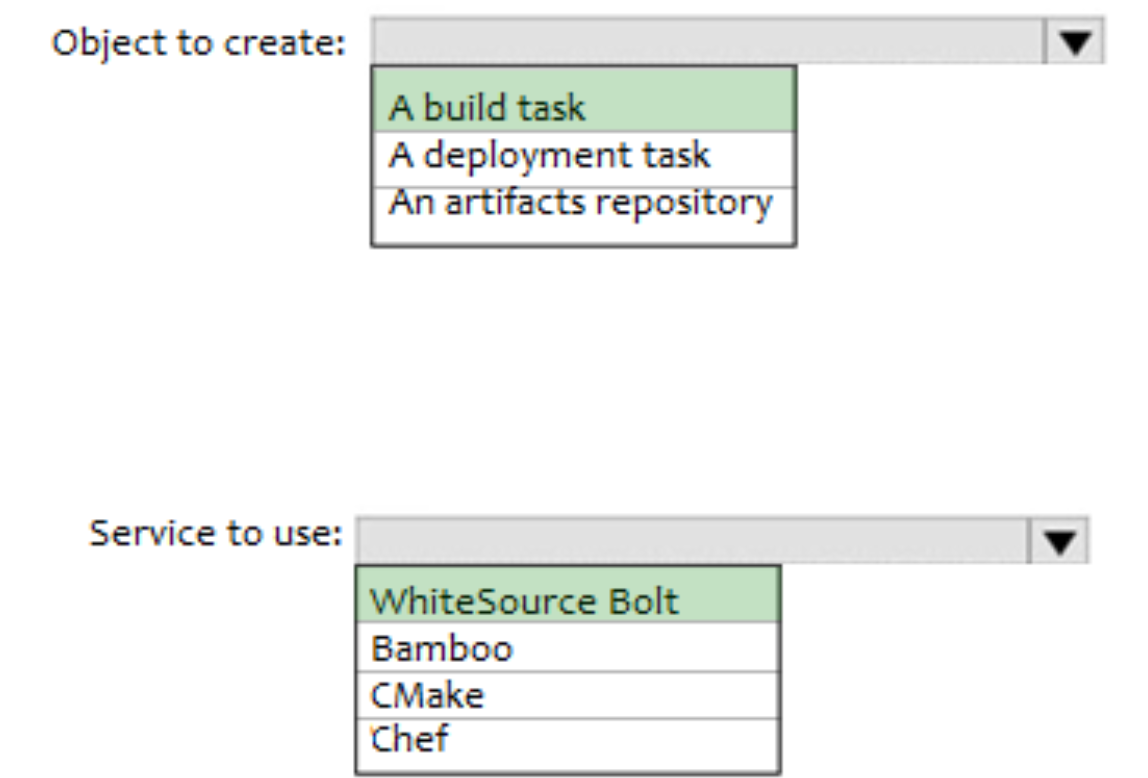 Object to create:
A build task
A deployment task
An artifacts repository
Service to use:
WhiteSource Bolt
Bamboo
CMake
Chef